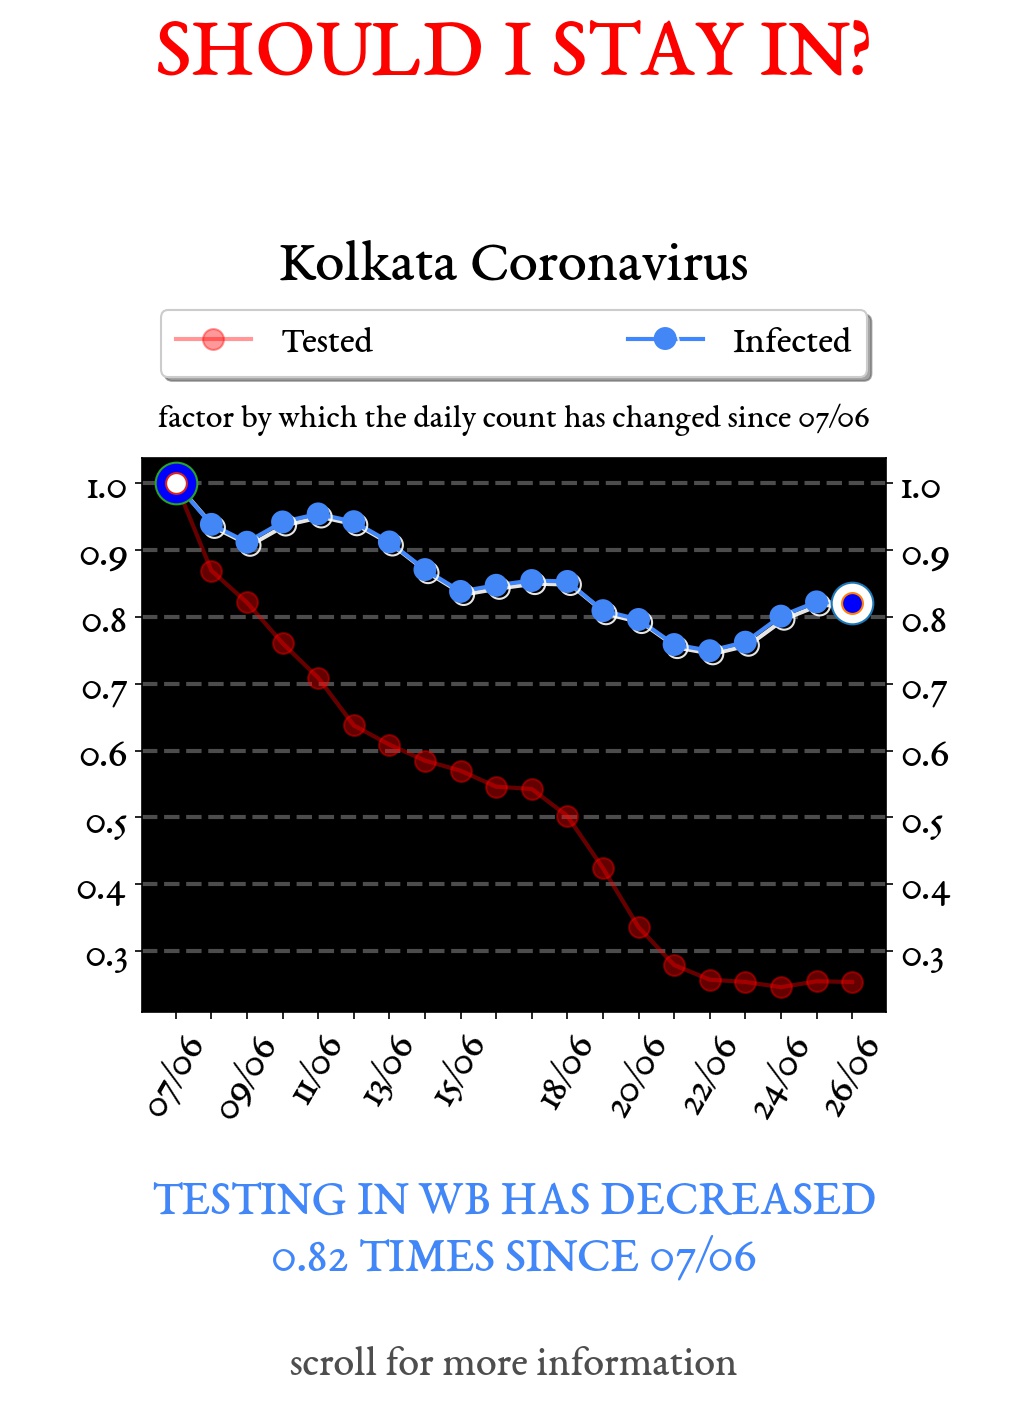 SHOULD I STAY IN?
Kolkata Coronavirus
Tested Infected
factor by which the daily count has changed since 07/06
1.0 1.0
0.9 0.9
0.8 0.8
0.7 0.7
0.6 0.6
0.5 0.5
0.4 0.4
0.3 0.3
07/06 09/06 11/06 13/06 15/06 18/06 20/06 22/06 24/06 26/06
TESTING IN WB HAS DECREASED
0.82 TIMES SINCE 07/06
scroll for more information